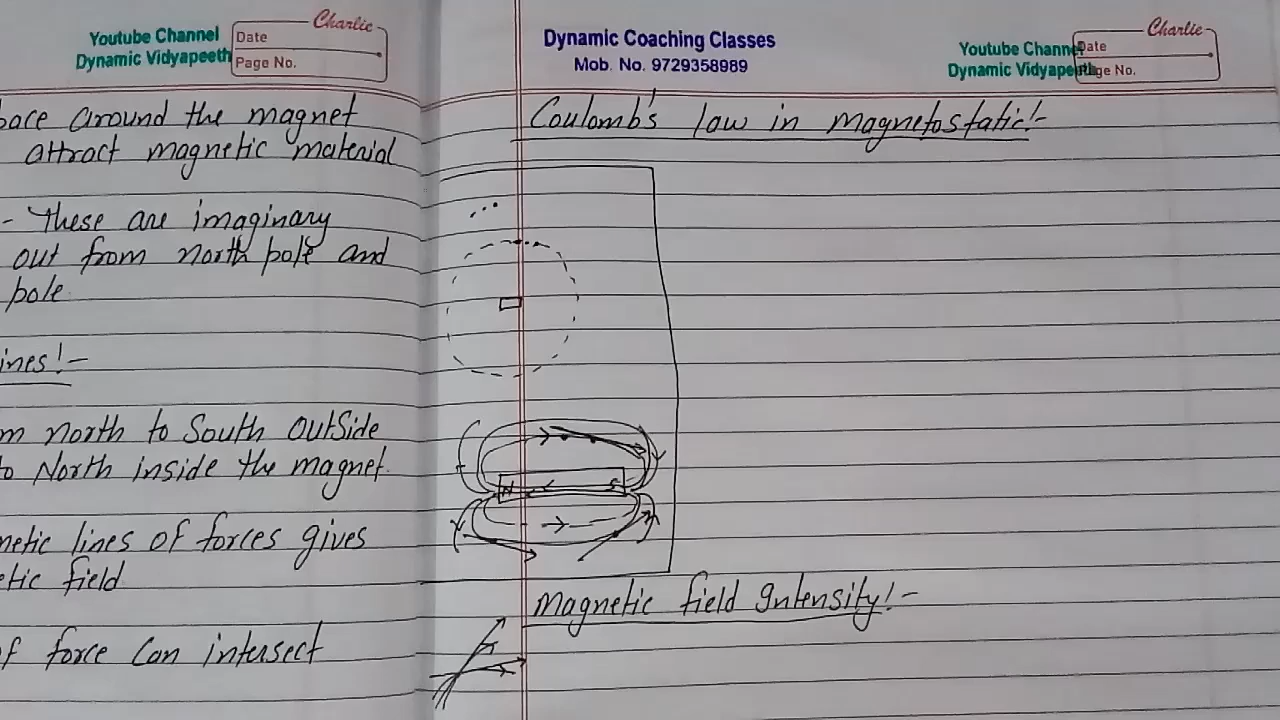 Youtube Channel
Dynamic Vidyapeeth
Charlie
Date
Page No.
Dynamic Coaching Classes
Mob. No. 9729358989
Youtube Channel
Dynamic Vidyapeeth
Charlie
Date
Page No.
around the magnet
attract magnetic material
- These are imaginary
out from north pole and
pole.
ines!-
m north to South outside
to North inside the magnet.
netic lines of forces gives
etic field
of force can intersect
Coulomb's law in magnetostatic!-
N S
Magnetic field Intensity!-